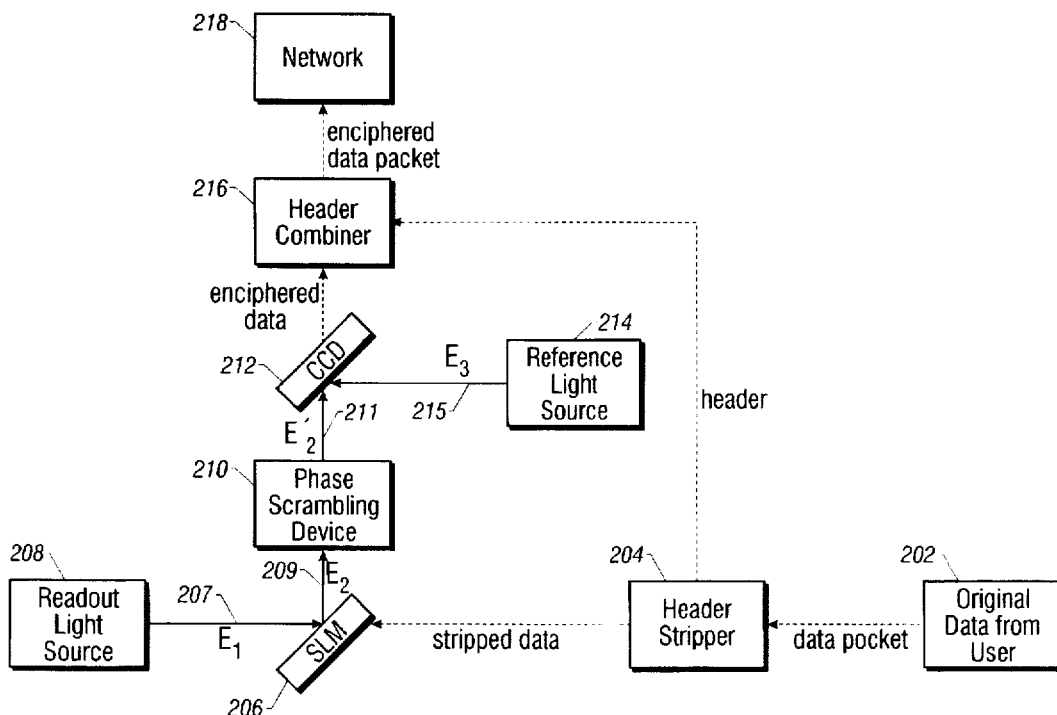 218
Network
enciphered
data packet
216
Header
Combiner
enciphered
data
212
CCD
E3
214
Reference
Light
Source
215
header
211
E´2
210
Phase
Scrambling
Device
208
209
E2
204
202
Readout
Light
Source
207
E1
SLM
206
stripped data
Header
Stripper
data pocket
Original
Data from
User